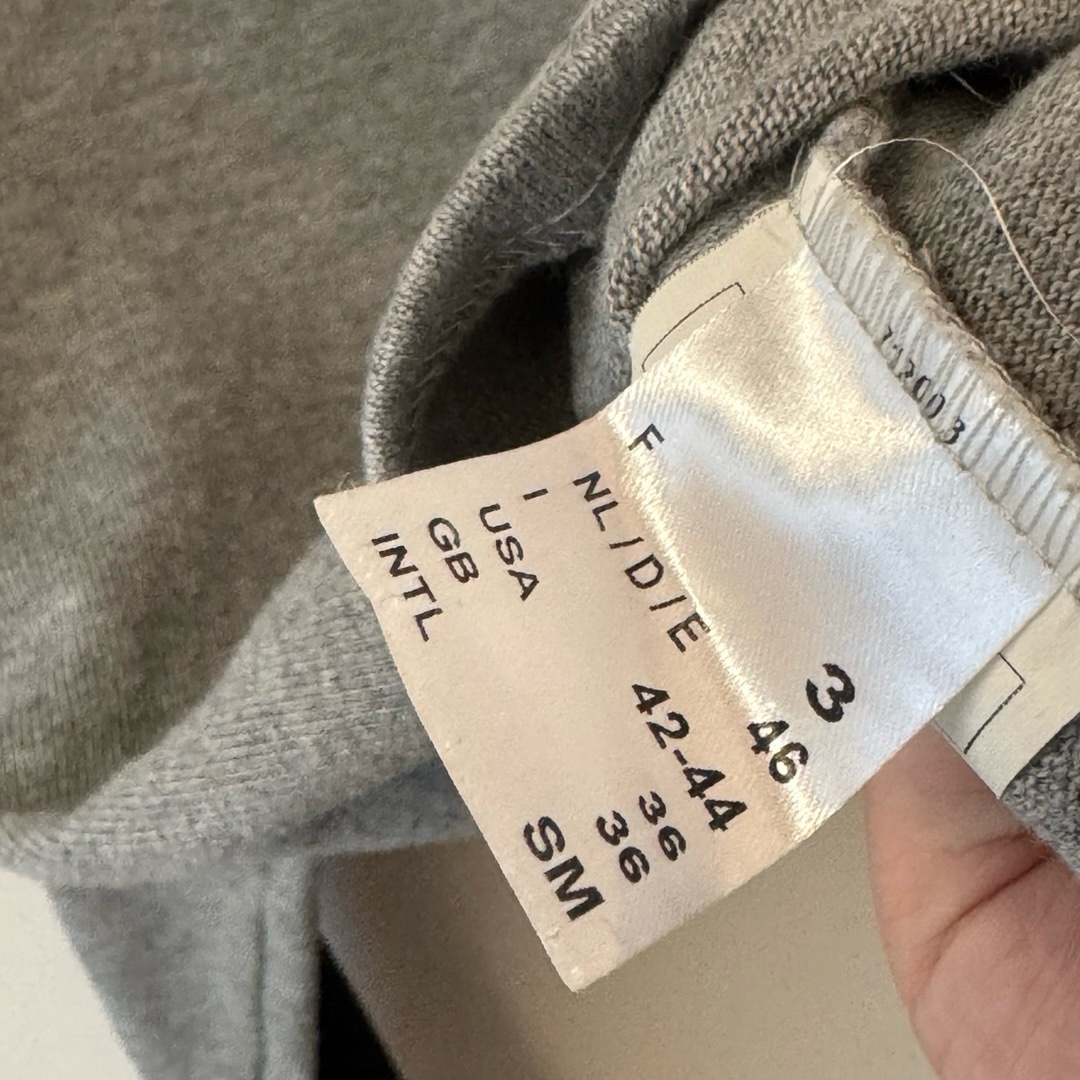 F 3
NL/D/E 46
I 42-44
USA 36
GB 36
INTL SM